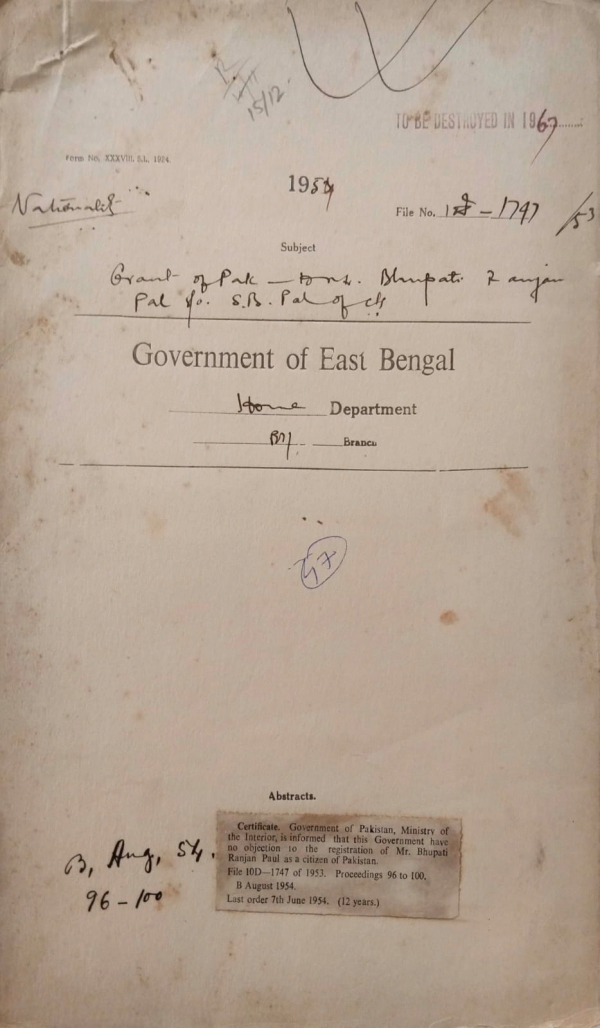 15/12
TO BE DESTROYED IN 1967
Form No. XXXVIII. S.L. 1924.
1954
Nationality
File No. - 1747/53
Subject
Grant of Pak - Bhupati Ranjan
Pal s/o. S.B. Pal of
Government of East Bengal
Home Department
Branch
47
Abstracts.
B, Aug, 54,
96-100
Certificate. Government of Pakistan, Ministry of
the Interior, is informed that this Government have
no objection to the registration of Mr. Bhupati
Ranjan Paul as a citizen of Pakistan.
File 10D—1747 of 1953. Proceedings 96 to 100.
B August 1954.
Last order 7th June 1954. (12 years.)